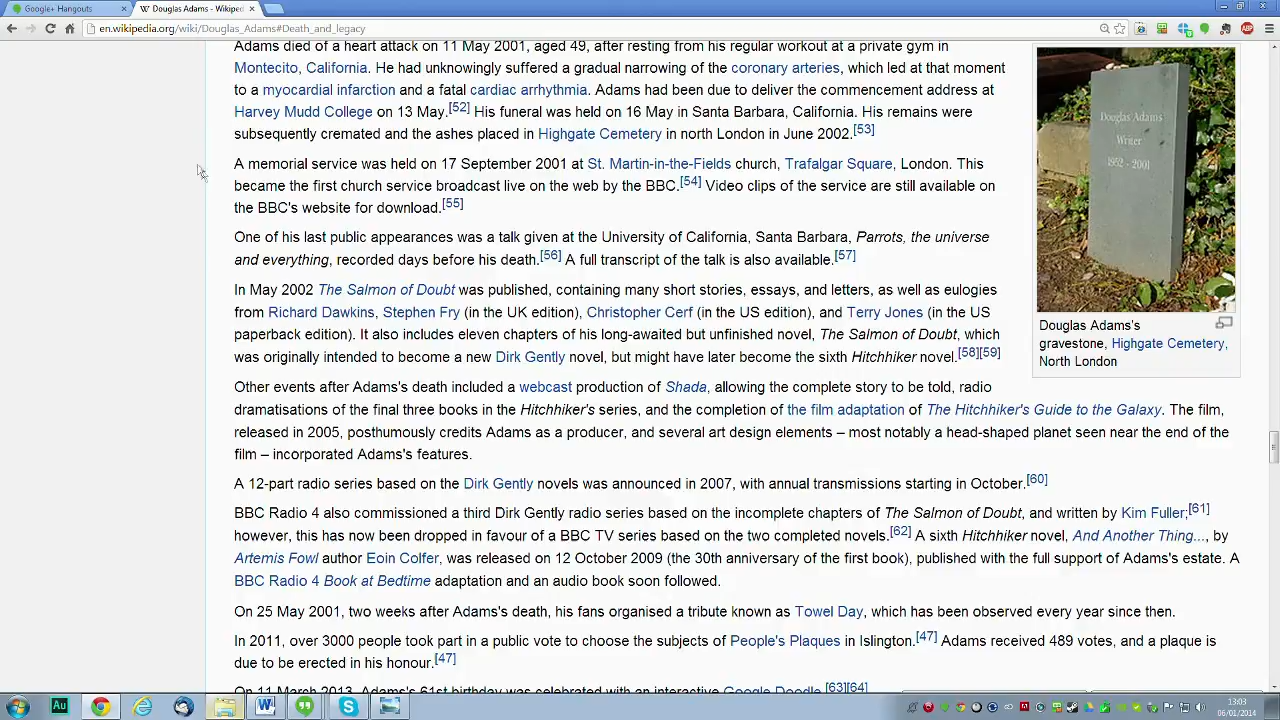 Google+ Hangouts
Douglas Adams - Wikiped
en.wikipedia.org/wiki/Douglas_Adams#Death_and_legacy
Adams died of a heart attack on 11 May 2001, aged 49, after resting from his regular workout at a private gym in
Montecito, California. He had unknowingly suffered a gradual narrowing of the coronary arteries, which led at that moment
to a myocardial infarction and a fatal cardiac arrhythmia. Adams had been due to deliver the commencement address at
Harvey Mudd College on 13 May.[52] His funeral was held on 16 May in Santa Barbara, California. His remains were
subsequently cremated and the ashes placed in Highgate Cemetery in north London in June 2002.[53]
A memorial service was held on 17 September 2001 at St. Martin-in-the-Fields church, Trafalgar Square, London. This
became the first church service broadcast live on the web by the BBC.[54] Video clips of the service are still available on
the BBC's website for download.[55]
One of his last public appearances was a talk given at the University of California, Santa Barbara, Parrots, the universe
and everything, recorded days before his death.[56] A full transcript of the talk is also available.[57]
In May 2002 The Salmon of Doubt was published, containing many short stories, essays, and letters, as well as eulogies
from Richard Dawkins, Stephen Fry (in the UK edition), Christopher Cerf (in the US edition), and Terry Jones (in the US
paperback edition). It also includes eleven chapters of his long-awaited but unfinished novel, The Salmon of Doubt, which
was originally intended to become a new Dirk Gently novel, but might have later become the sixth Hitchhiker novel.[58][59]
Other events after Adams's death included a webcast production of Shada, allowing the complete story to be told, radio
dramatisations of the final three books in the Hitchhiker's series, and the completion of the film adaptation of The Hitchhiker's Guide to the Galaxy. The film,
released in 2005, posthumously credits Adams as a producer, and several art design elements – most notably a head-shaped planet seen near the end of the
film – incorporated Adams's features.
A 12-part radio series based on the Dirk Gently novels was announced in 2007, with annual transmissions starting in October.[60]
BBC Radio 4 also commissioned a third Dirk Gently radio series based on the incomplete chapters of The Salmon of Doubt, and written by Kim Fuller;[61]
however, this has now been dropped in favour of a BBC TV series based on the two completed novels.[62] A sixth Hitchhiker novel, And Another Thing..., by
Artemis Fowl author Eoin Colfer, was released on 12 October 2009 (the 30th anniversary of the first book), published with the full support of Adams's estate. A
BBC Radio 4 Book at Bedtime adaptation and an audio book soon followed.
On 25 May 2001, two weeks after Adams's death, his fans organised a tribute known as Towel Day, which has been observed every year since then.
In 2011, over 3000 people took part in a public vote to choose the subjects of People's Plaques in Islington.[47] Adams received 489 votes, and a plaque is
due to be erected in his honour.[47]
On 11 March 2013, Adams's 61st birthday was celebrated with an interactive Google Doodle.[63][64]
Douglas Adams
Writer
1952 - 2001
Douglas Adams's
gravestone, Highgate Cemetery,
North London
ABP
Au
W
S
13:03
06/01/2014